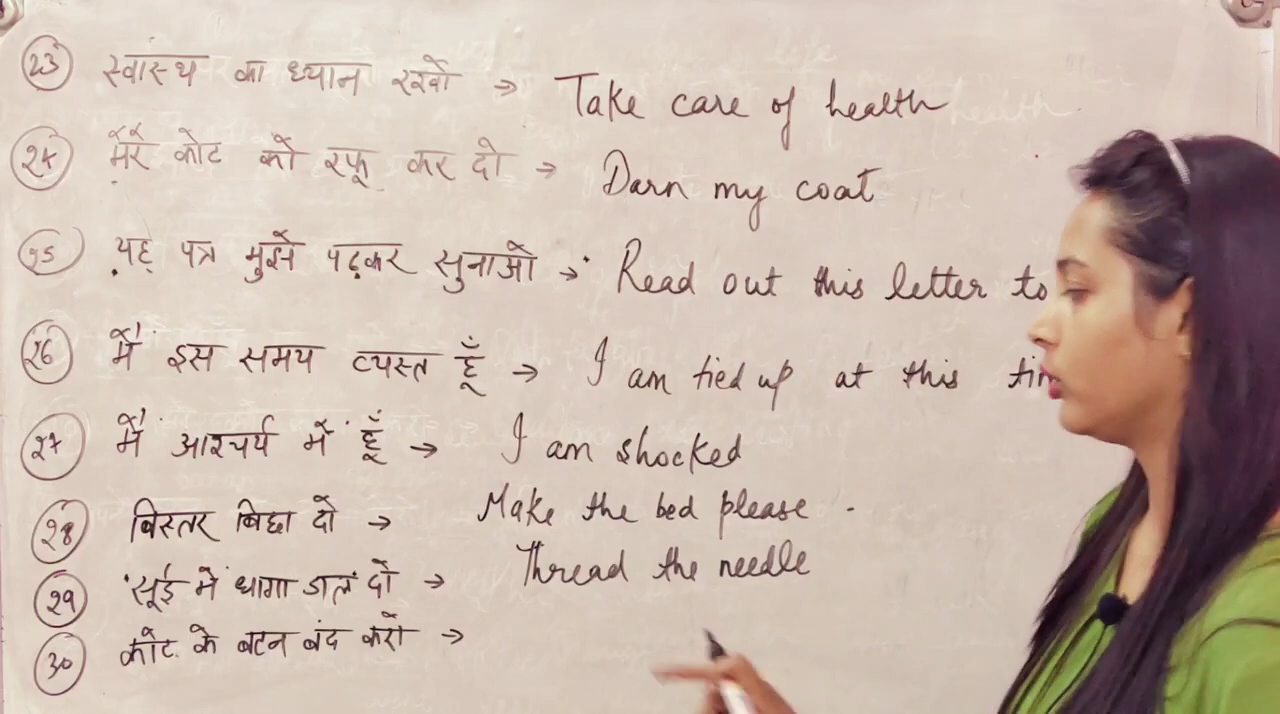 23 स्वास्थ का ध्यान रखो → Take care of health
24 मेरे कोट को रफू कर दो → Darn my coat
25 यह पत्र मुझे पढ़कर सुनाओ → Read out this letter to
26 मैं इस समय व्यस्त हूँ → I am tied up at this
27 मैं आश्चर्य में हूँ → I am shocked
28 बिस्तर बिछा दो → Make the bed please.
29 सूई में धागा डाल दो → Thread the needle
30 कोट के बटन बंद करो →